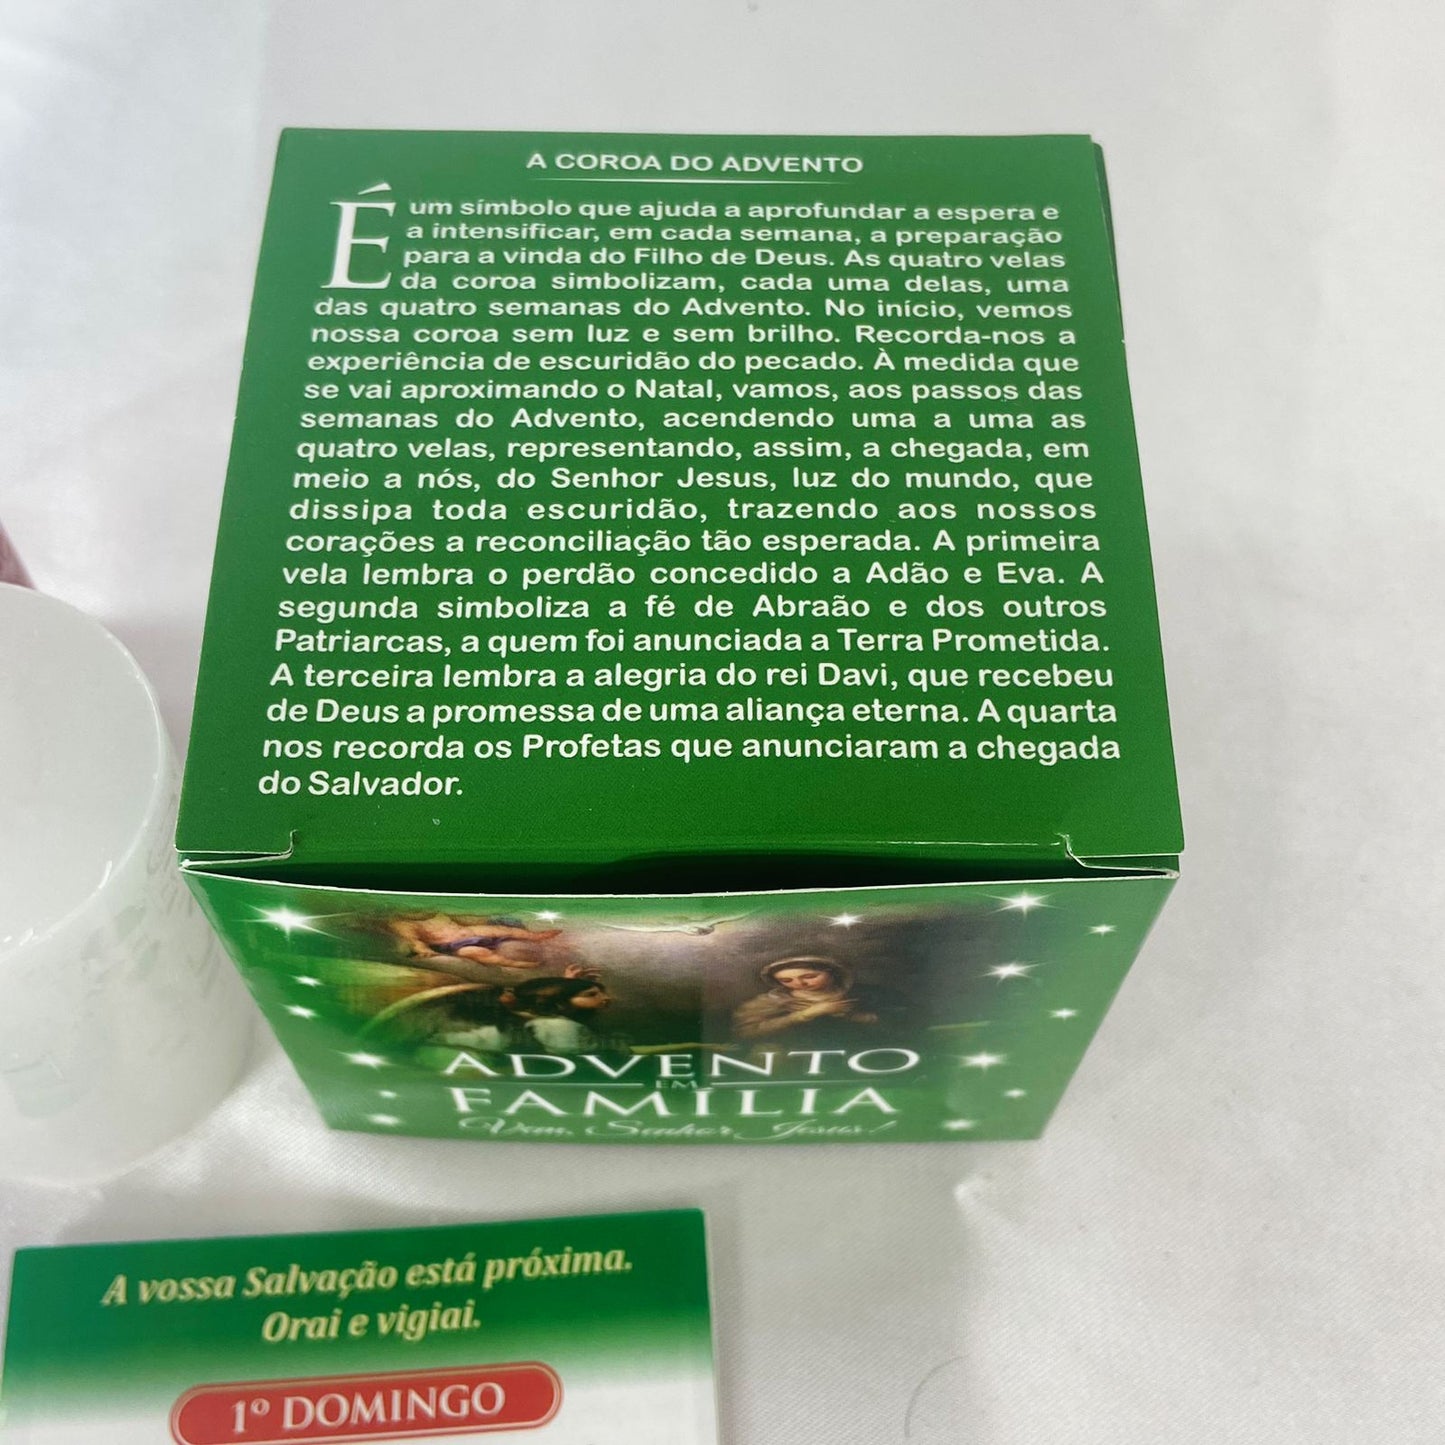 A COROA DO ADVENTO
É um símbolo que ajuda a aprofundar a espera e
a intensificar, em cada semana, a preparação
para a vinda do Filho de Deus. As quatro velas
da coroa simbolizam, cada uma delas, uma
das quatro semanas do Advento. No início, vemos
nossa coroa sem luz e sem brilho. Recorda-nos a
experiência de escuridão do pecado. À medida que
se vai aproximando o Natal, vamos, aos passos das
semanas do Advento, acendendo uma a uma as
quatro velas, representando, assim, a chegada, em
meio a nós, do Senhor Jesus, luz do mundo, que
dissipa toda escuridão, trazendo aos nossos
corações a reconciliação tão esperada. A primeira
vela lembra o perdão concedido a Adão e Eva. A
segunda simboliza a fé de Abraão e dos outros
Patriarcas, a quem foi anunciada a Terra Prometida.
A terceira lembra a alegria do rei Davi, que recebeu
de Deus a promessa de uma aliança eterna. A quarta
nos recorda os Profetas que anunciaram a chegada
do Salvador.
ADVENTO
EM
FAMÍLIA
Vem, Senhor Jesus!
A vossa Salvação está próxima.
Orai e vigiai.
1º DOMINGO